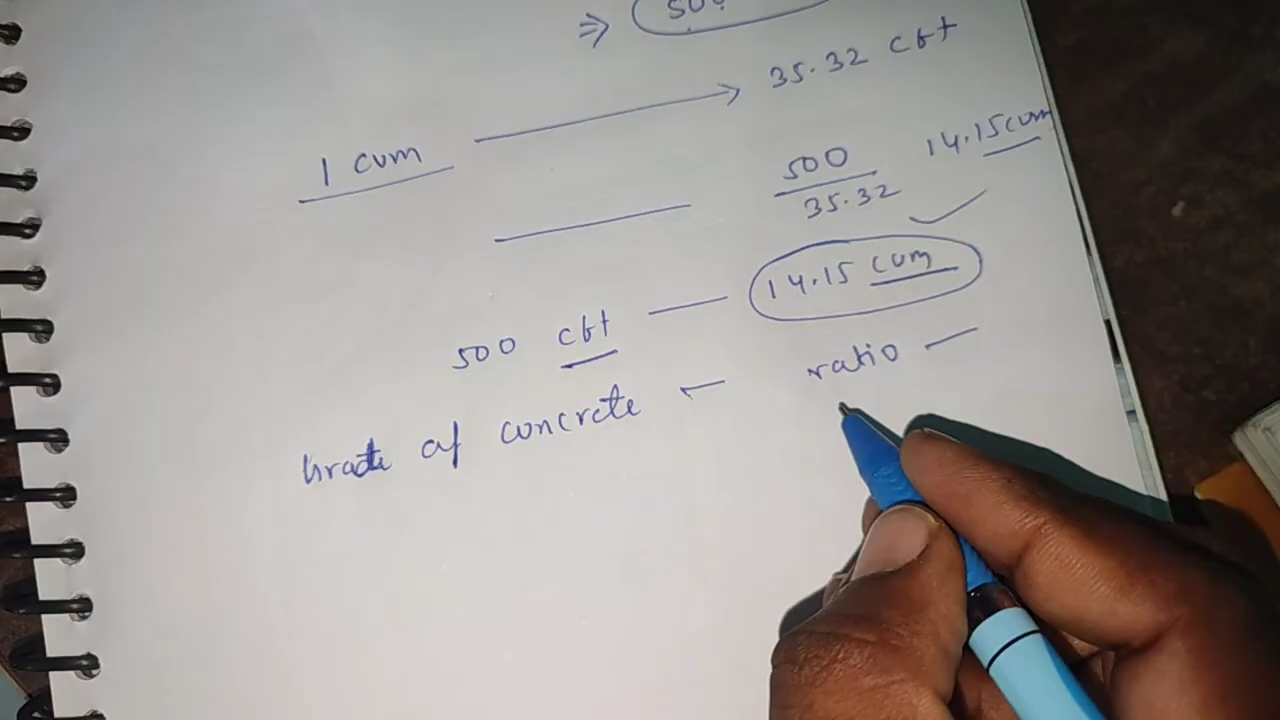 ⇒ 500
1 cum → 35.32 cft
— 500/35.32 14.15 cum
500 cft — 14.15 cum
Grade of concrete — ratio —